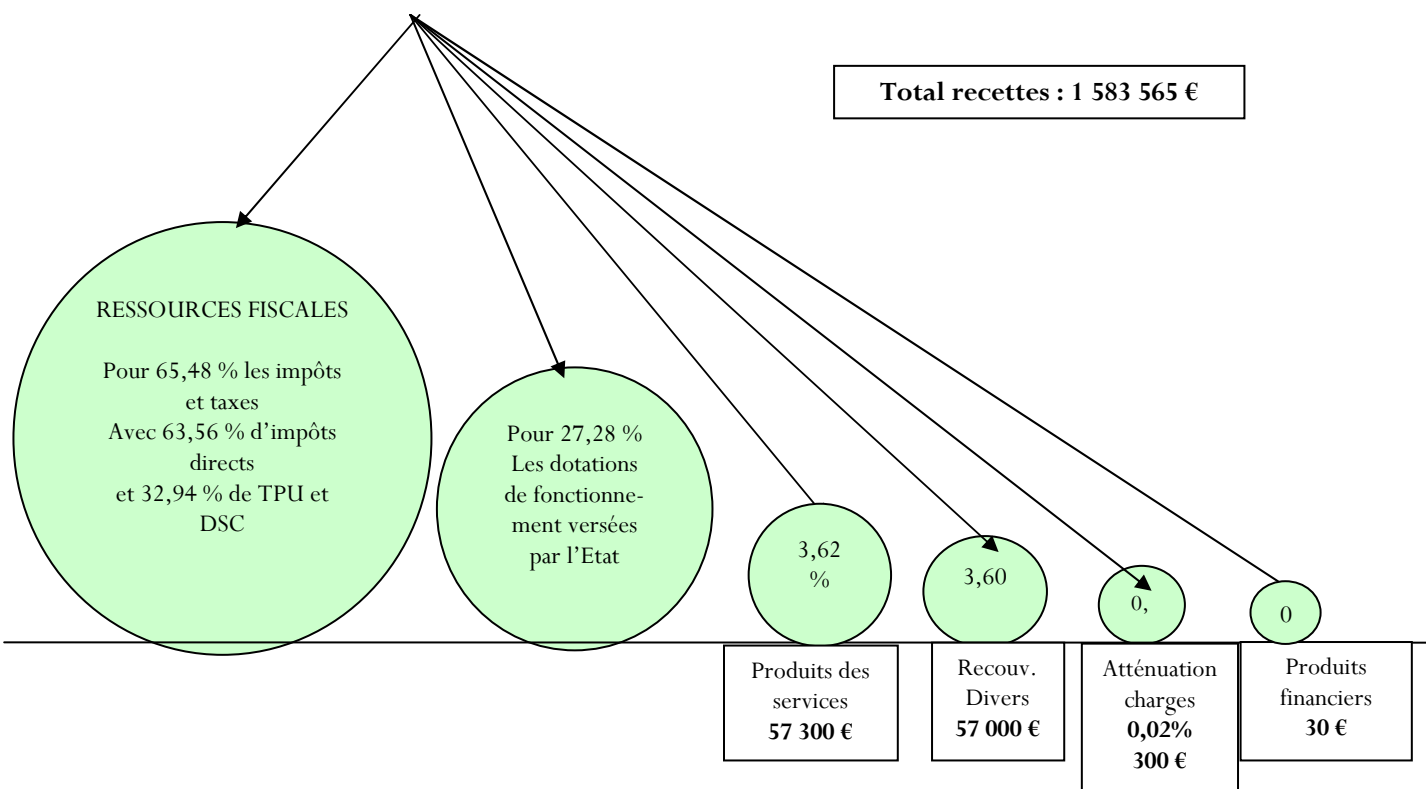 Total recettes : 1 583 565 €
RESSOURCES FISCALES
Pour 65,48 % les impôts
et taxes
Avec 63,56 % d’impôts
directs
et 32,94 % de TPU et
DSC
Pour 27,28 %
Les dotations
de fonctionne-
ment versées
par l’Etat
3,62
%
3,60
0,
0
Produits des
services
57 300 €
Recouv.
Divers
57 000 €
Atténuation
charges
0,02%
300 €
Produits
financiers
30 €